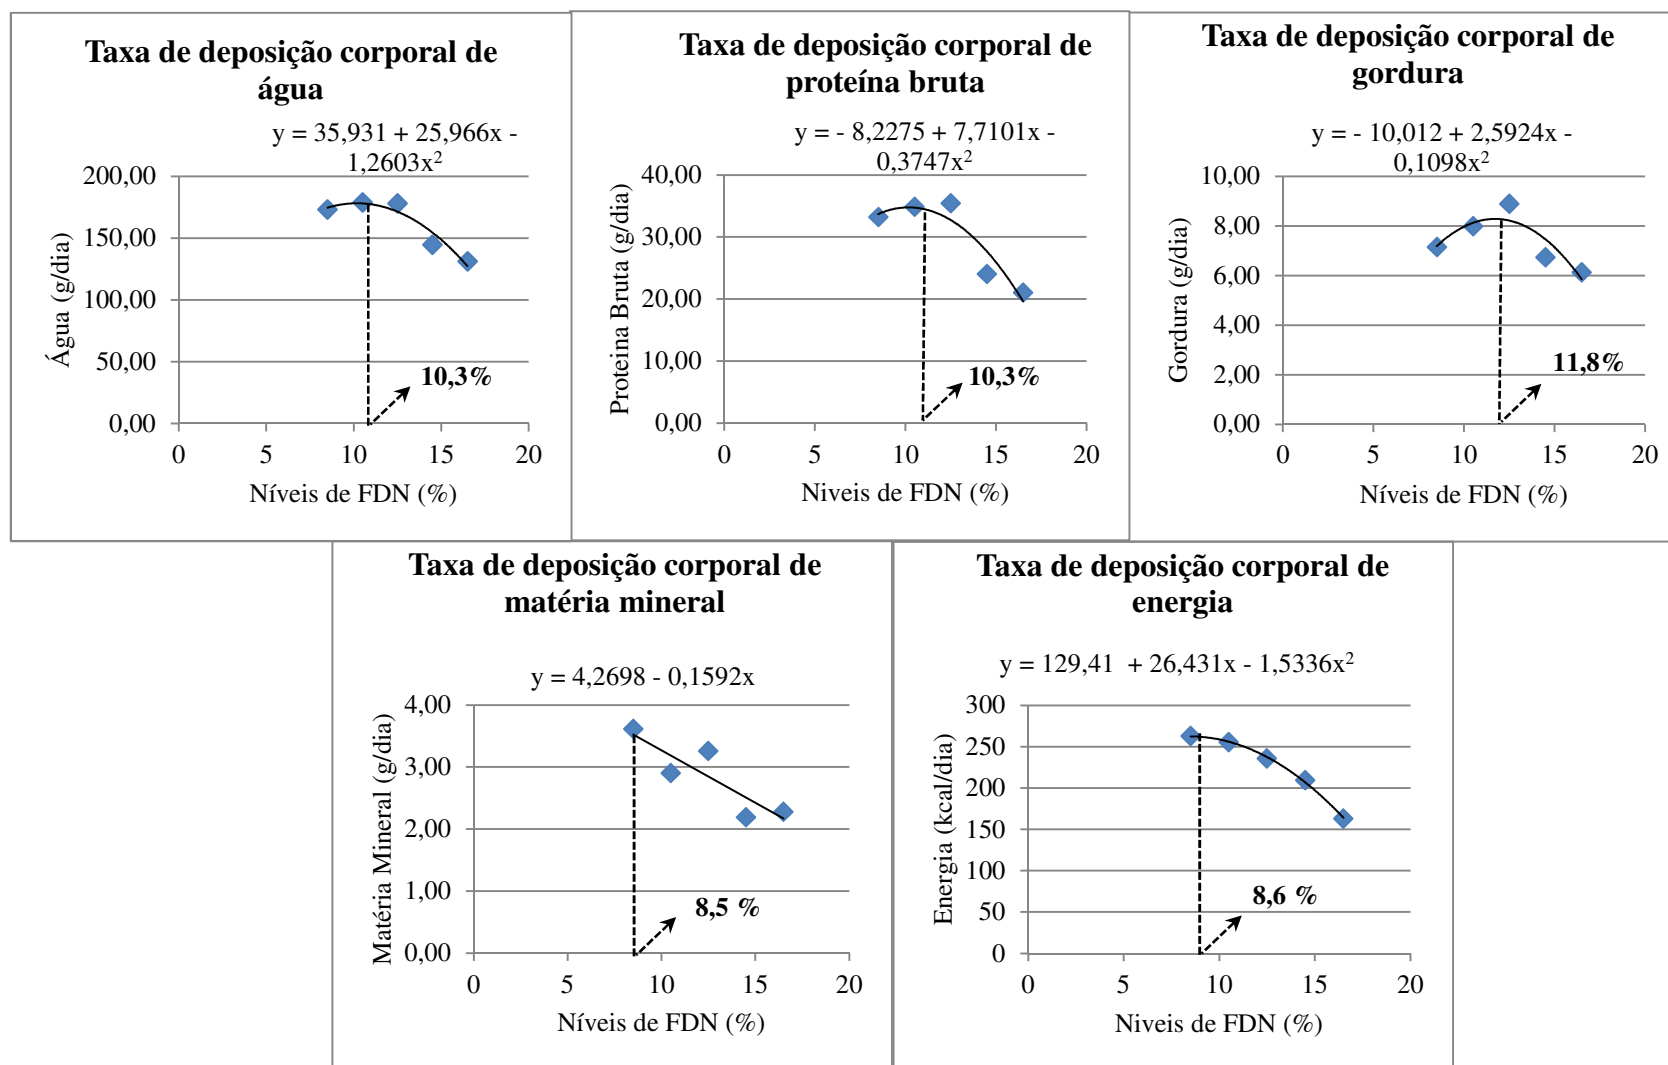 Taxa de deposição corporal de
água
y = 35,931 + 25,966x -
1,2603x²
200,00
150,00
100,00
50,00
0,00
Água (g/dia)
10,3%
0 5 10 15 20
Níveis de FDN (%)
Taxa de deposição corporal de
proteína bruta
y = - 8,2275 + 7,7101x -
0,3747x²
40,00
30,00
20,00
10,00
0,00
Proteina Bruta (g/dia)
10,3%
0 5 10 15 20
Niveis de FDN (%)
Taxa de deposição corporal de
gordura
y = - 10,012 + 2,5924x -
0,1098x²
10,00
8,00
6,00
4,00
2,00
0,00
Gordura (g/dia)
11,8%
0 5 10 15 20
Níveis de FDN (%)
Taxa de deposição corporal de
matéria mineral
y = 4,2698 - 0,1592x
4,00
3,00
2,00
1,00
0,00
Matéria Mineral (g/dia)
8,5 %
0 5 10 15 20
Níveis de FDN (%)
Taxa de deposição corporal de
energia
y = 129,41 + 26,431x - 1,5336x²
300
250
200
150
100
50
0
Energia (kcal/dia)
8,6 %
0 5 10 15 20
Niveis de FDN (%)